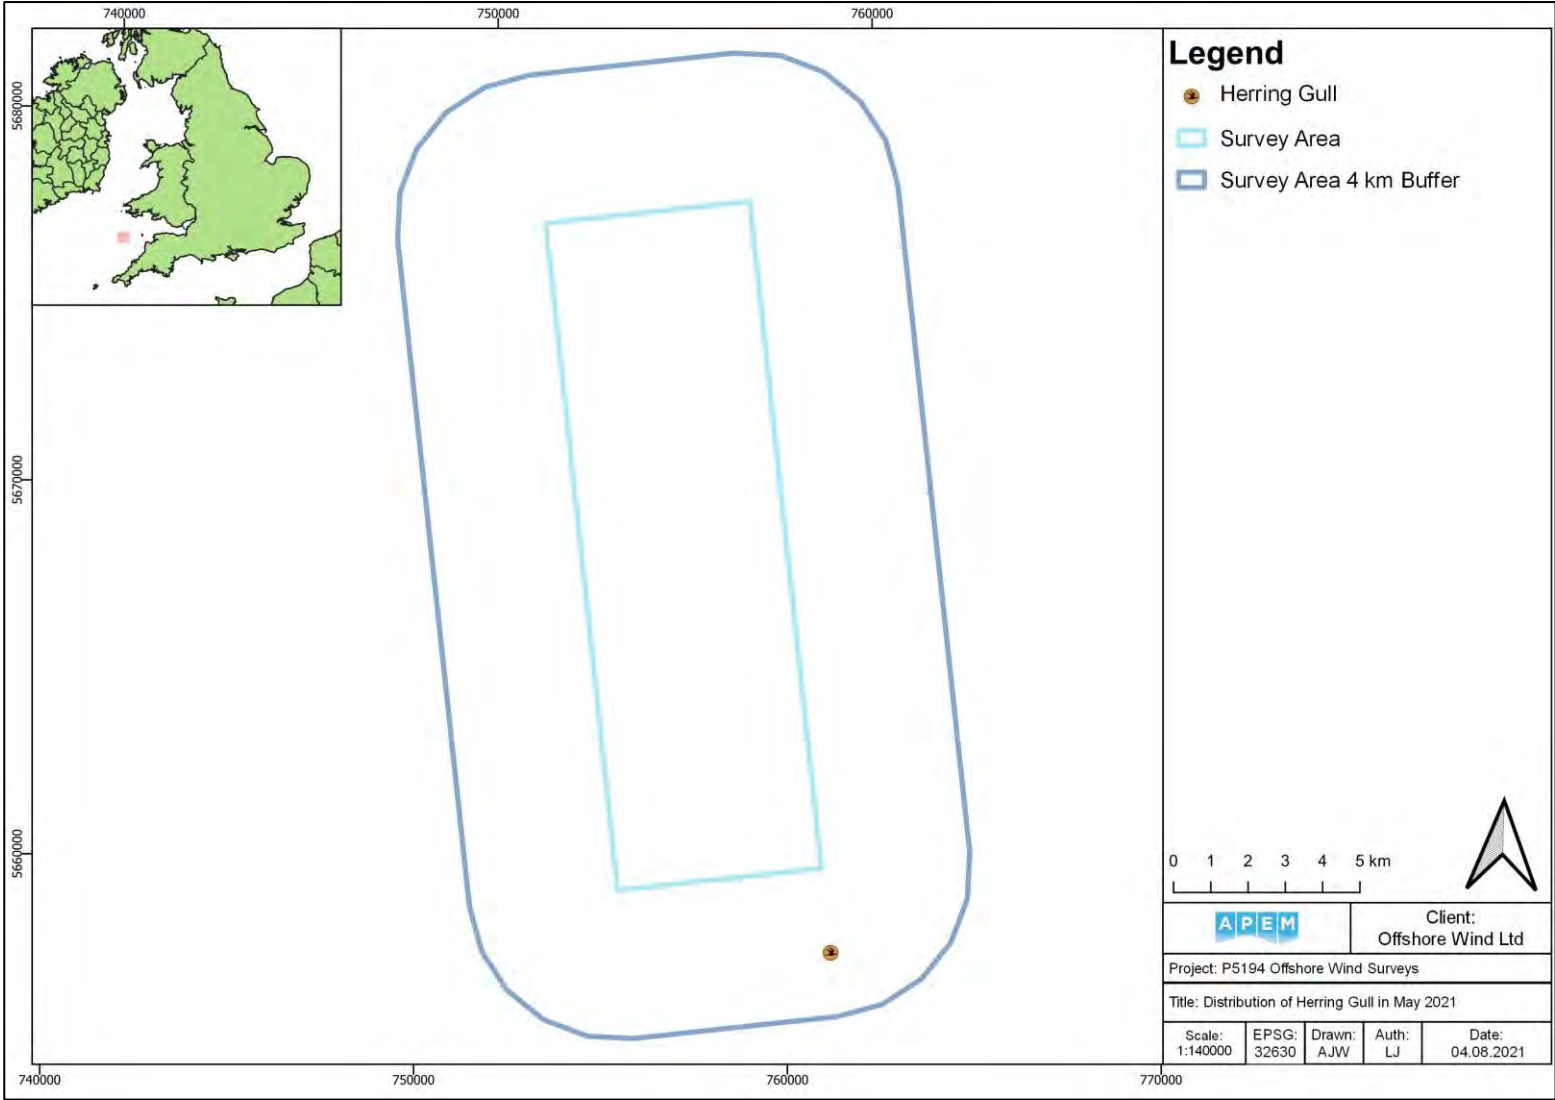 740000 750000 760000
5680000
5670000
5660000
740000 750000 760000 770000
Legend
Herring Gull
Survey Area
Survey Area 4 km Buffer
0 1 2 3 4 5 km
APEM
Client:
Offshore Wind Ltd
Project: P5194 Offshore Wind Surveys
Title: Distribution of Herring Gull in May 2021
Scale:
1:140000
EPSG:
32630
Drawn:
AJW
Auth:
LJ
Date:
04.08.2021